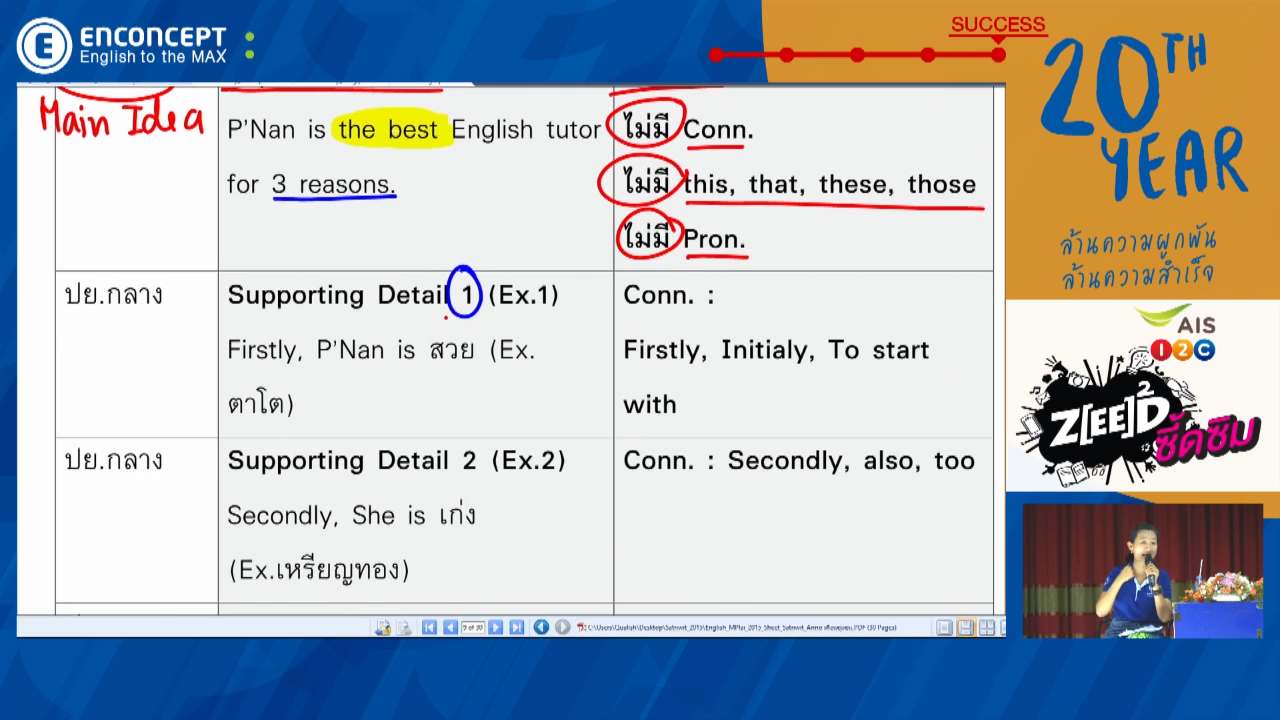 ENCONCEPT
English to the MAX
SUCCESS
20TH
YEAR
ล้านความผูกพัน
ล้านความสำเร็จ
AIS
12C
Z[EE]D2
ซี้ดซิม
Main Idea
P'Nan is the best English tutor
for 3 reasons.
ไม่มี Conn.
ไม่มี this, that, these, those
ไม่มี Pron.
ปย.กลาง
Supporting Detail 1 (Ex.1)
Firstly, P'Nan is สวย (Ex.
ตาโต)
Conn. :
Firstly, Initialy, To start
with
ปย.กลาง
Supporting Detail 2 (Ex.2)
Secondly, She is เก่ง
(Ex.เหรียญทอง)
Conn. : Secondly, also, too
9 of 30